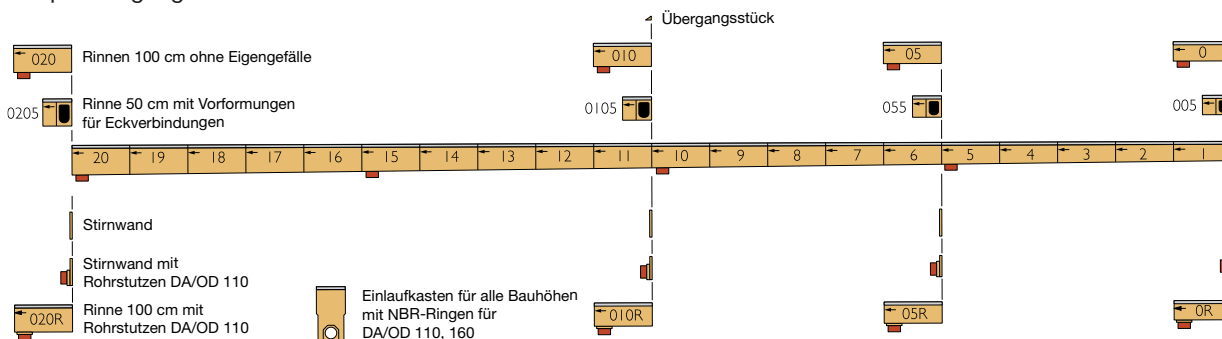 Übergangsstück
020 Rinnen 100 cm ohne Eigengefälle 010 05 0
0205 Rinne 50 cm mit Vorformungen für Eckverbindungen 0105 055 005
20 19 18 17 16 15 14 13 12 11 10 9 8 7 6 5 4 3 2 1
Stirnwand
Stirnwand mit
Rohrstutzen DA/OD 110
020R Rinne 100 cm mit
Rohrstutzen DA/OD 110
Einlaufkasten für alle Bauhöhen
mit NBR-Ringen für
DA/OD 110, 160
010R 05R 0R